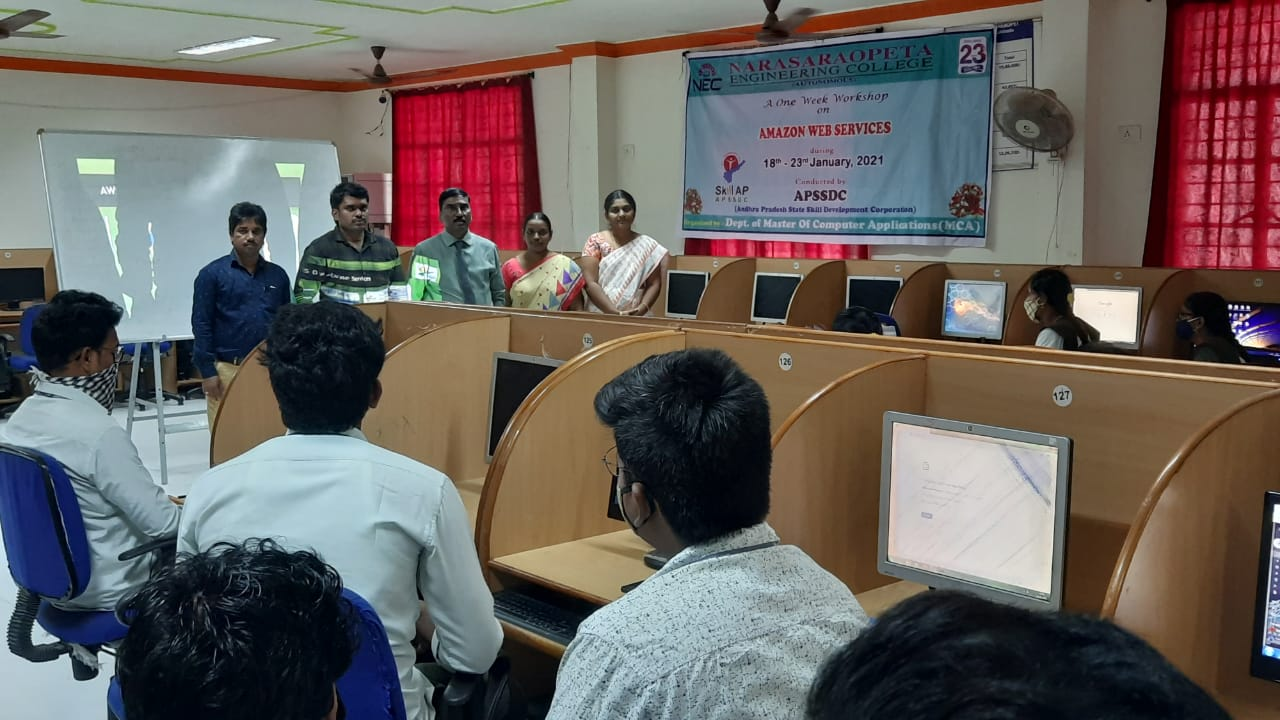 NARASARAOPETA
ENGINEERING COLLEGE
AUTONOMOUS
NEC
23
A One Week Workshop
on
AMAZON WEB SERVICES
during
18th - 23rd January, 2021
Conducted by
APSSDC
(Andhra Pradesh State Skill Development Corporation)
Skill AP
APSSDC
Organized by Dept. of Master Of Computer Applications (MCA)
AW
125
126
127